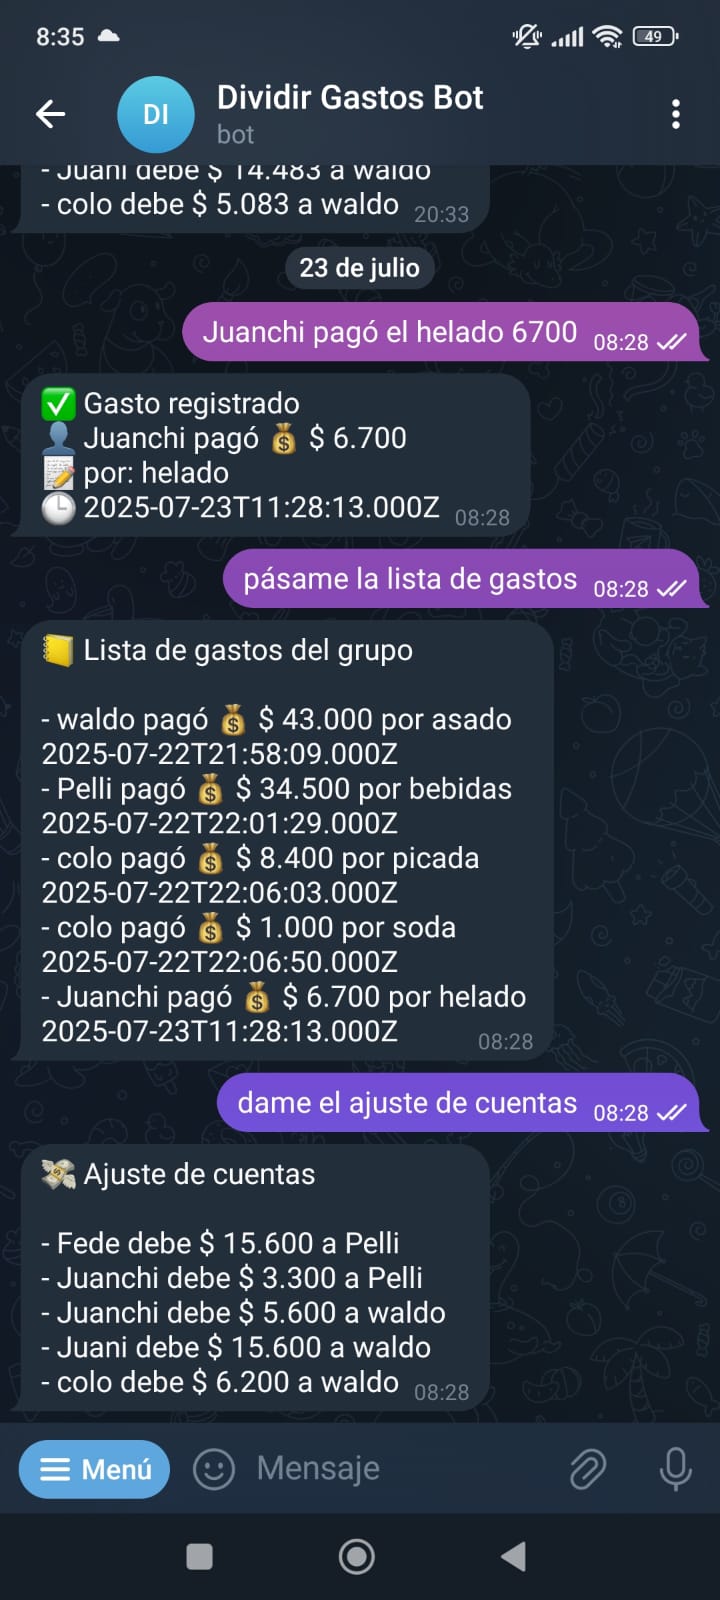 8:35
49
DI
Dividir Gastos Bot
bot
- Juani debe $ 14.483 a waldo
- colo debe $ 5.083 a waldo 20:33
23 de julio
Juanchi pagó el helado 6700 08:28
Gasto registrado
Juanchi pagó 💰 $ 6.700
por: helado
2025-07-23T11:28:13.000Z 08:28
pásame la lista de gastos 08:28
Lista de gastos del grupo
- waldo pagó 💰 $ 43.000 por asado
2025-07-22T21:58:09.000Z
- Pelli pagó 💰 $ 34.500 por bebidas
2025-07-22T22:01:29.000Z
- colo pagó 💰 $ 8.400 por picada
2025-07-22T22:06:03.000Z
- colo pagó 💰 $ 1.000 por soda
2025-07-22T22:06:50.000Z
- Juanchi pagó 💰 $ 6.700 por helado
2025-07-23T11:28:13.000Z 08:28
dame el ajuste de cuentas 08:28
Ajuste de cuentas
- Fede debe $ 15.600 a Pelli
- Juanchi debe $ 3.300 a Pelli
- Juanchi debe $ 5.600 a waldo
- Juani debe $ 15.600 a waldo
- colo debe $ 6.200 a waldo 08:28
Menú
Mensaje